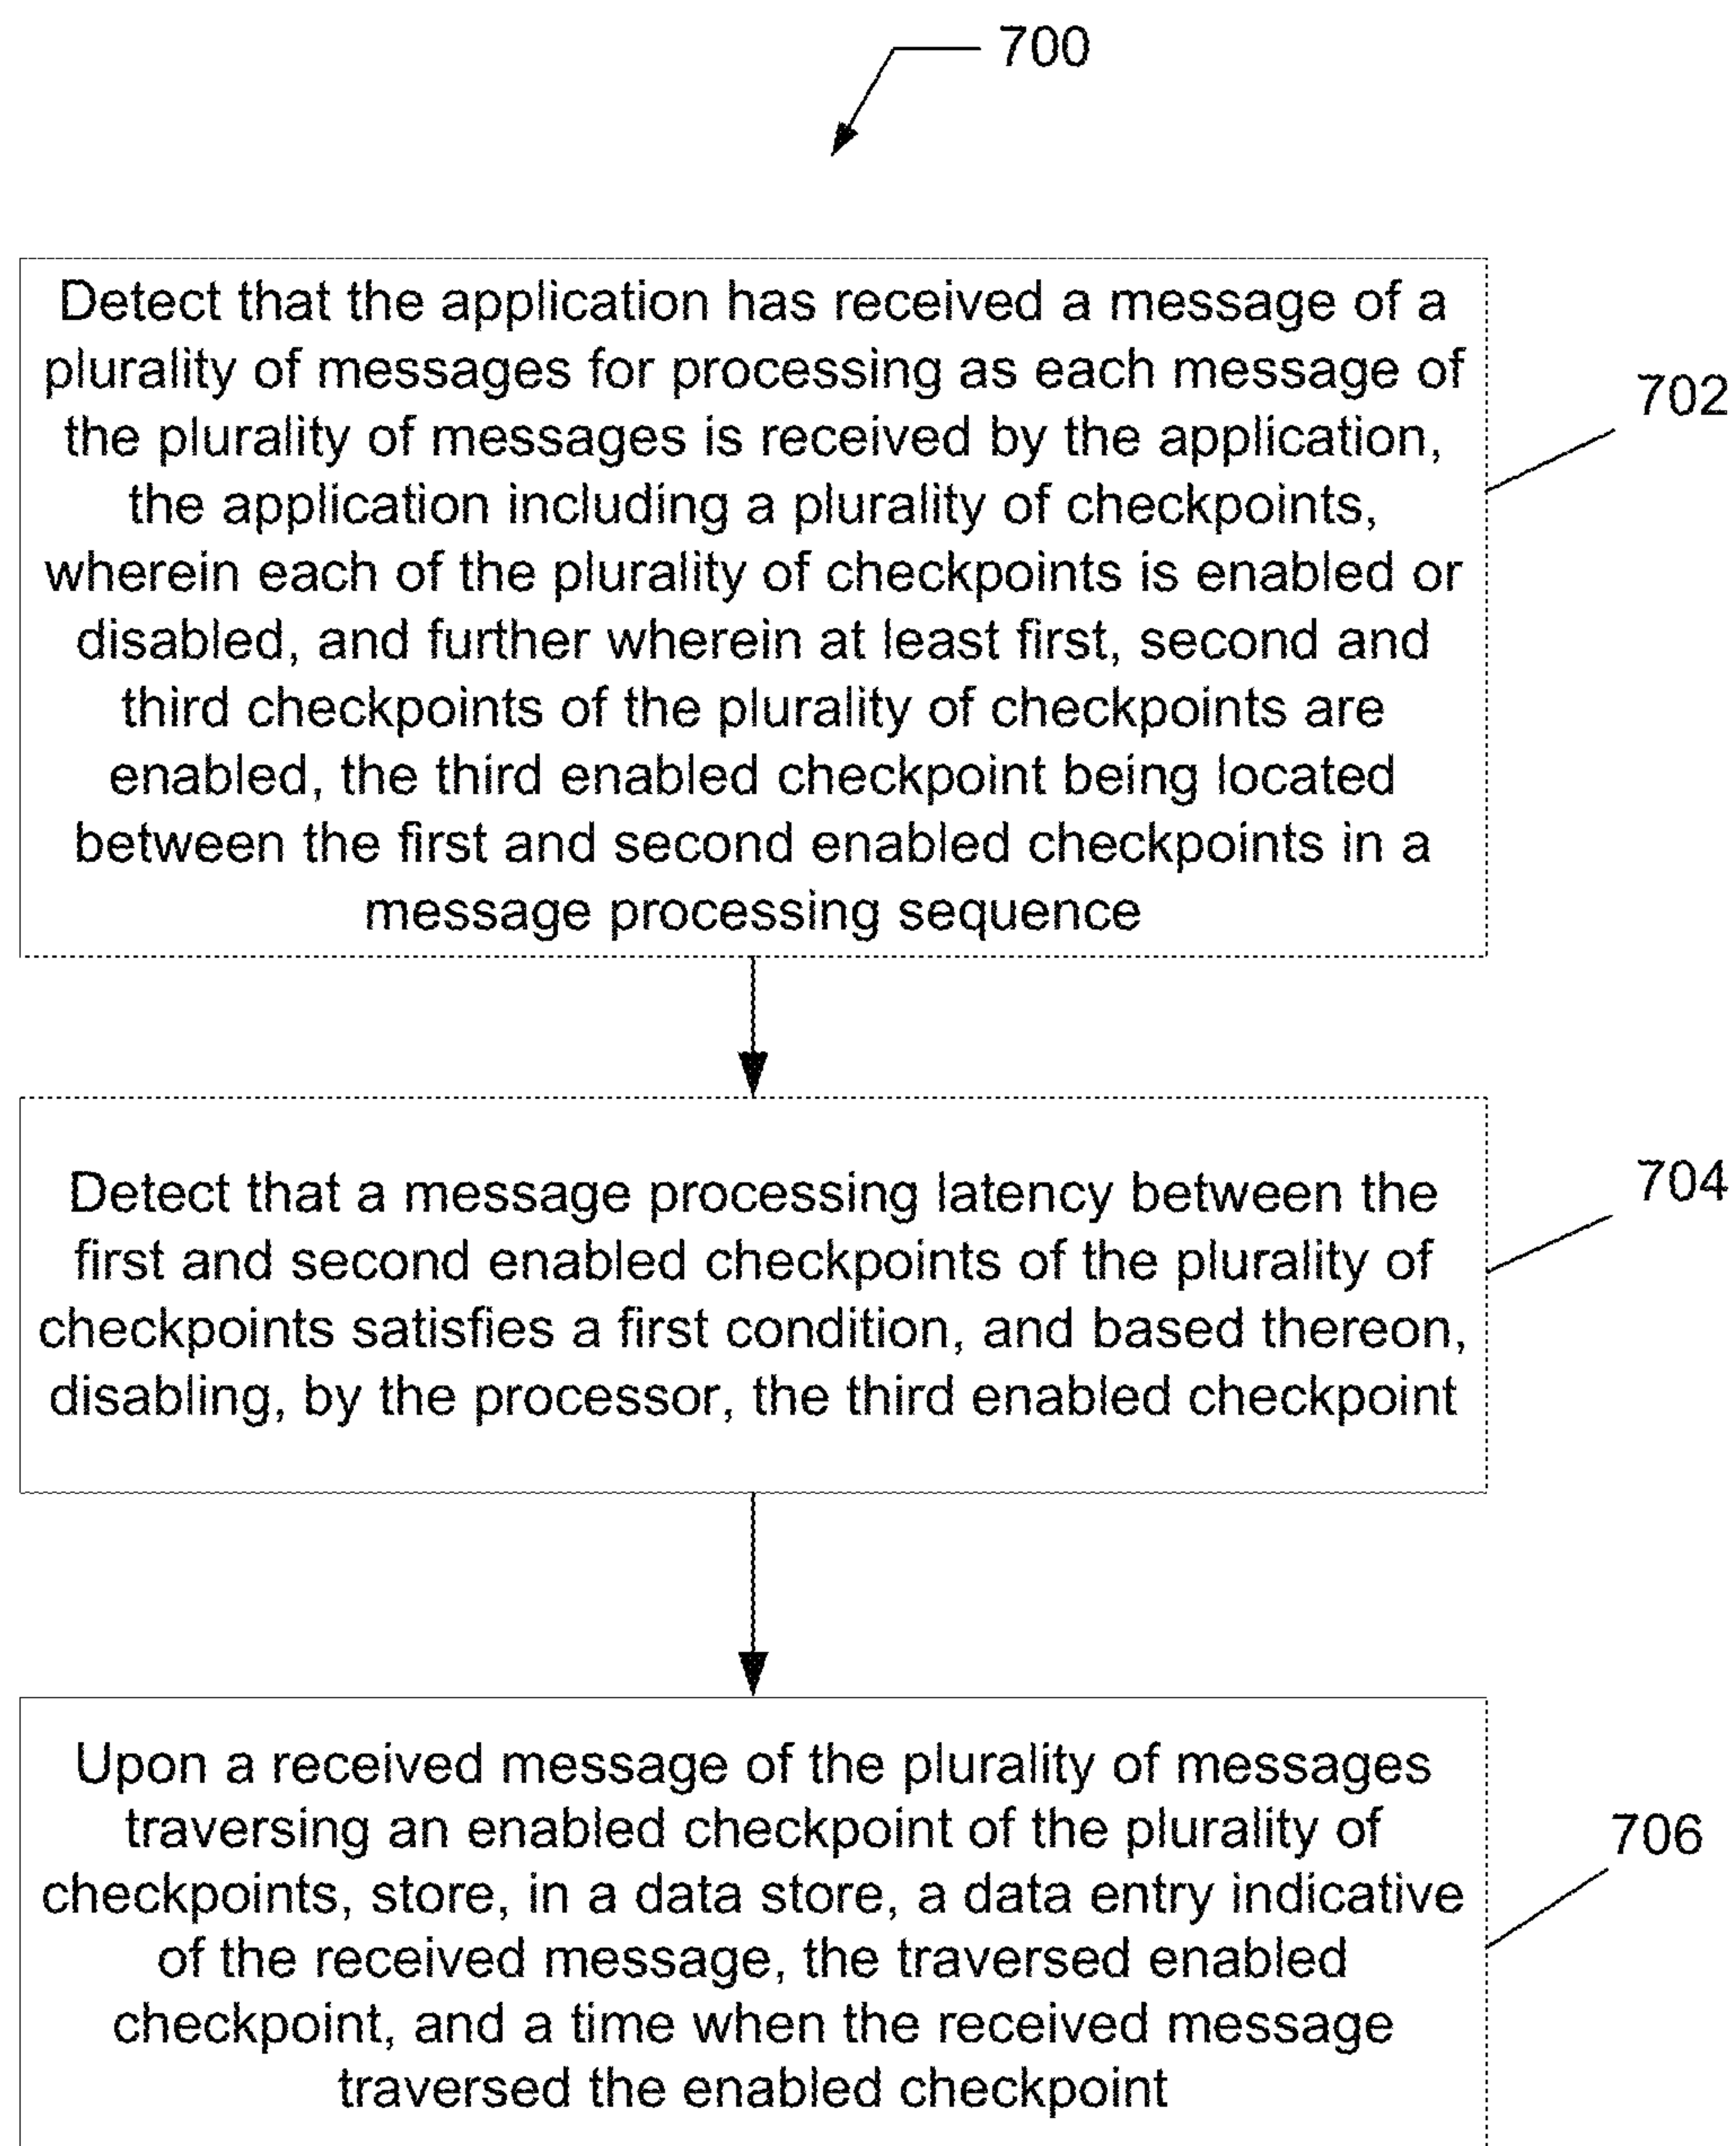 700
Detect that the application has received a message of a
plurality of messages for processing as each message of
the plurality of messages is received by the application,
the application including a plurality of checkpoints,
wherein each of the plurality of checkpoints is enabled or
disabled, and further wherein at least first, second and
third checkpoints of the plurality of checkpoints are
enabled, the third enabled checkpoint being located
between the first and second enabled checkpoints in a
message processing sequence
702
Detect that a message processing latency between the
first and second enabled checkpoints of the plurality of
checkpoints satisfies a first condition, and based thereon,
disabling, by the processor, the third enabled checkpoint
704
Upon a received message of the plurality of messages
traversing an enabled checkpoint of the plurality of
checkpoints, store, in a data store, a data entry indicative
of the received message, the traversed enabled
checkpoint, and a time when the received message
traversed the enabled checkpoint
706